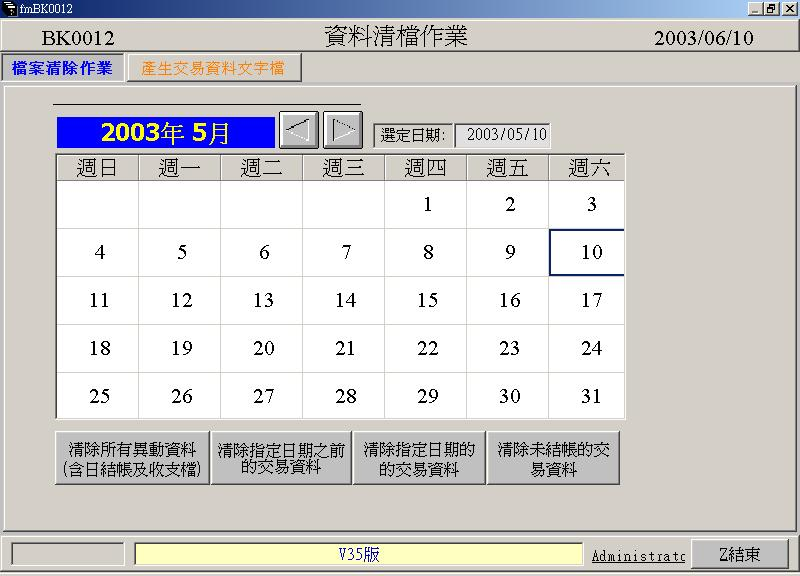 fmBK0012
BK0012 資料清檔作業 2003/06/10
檔案清除作業 產生交易資料文字檔
2003年 5月 選定日期: 2003/05/10
週日 週一 週二 週三 週四 週五 週六
1 2 3
4 5 6 7 8 9 10
11 12 13 14 15 16 17
18 19 20 21 22 23 24
25 26 27 28 29 30 31
清除所有異動資料
(含日結帳及收支檔)
清除指定日期之前
的交易資料
清除指定日期的
的交易資料
清除未結帳的交
易資料
V35版 Administratc Z結束